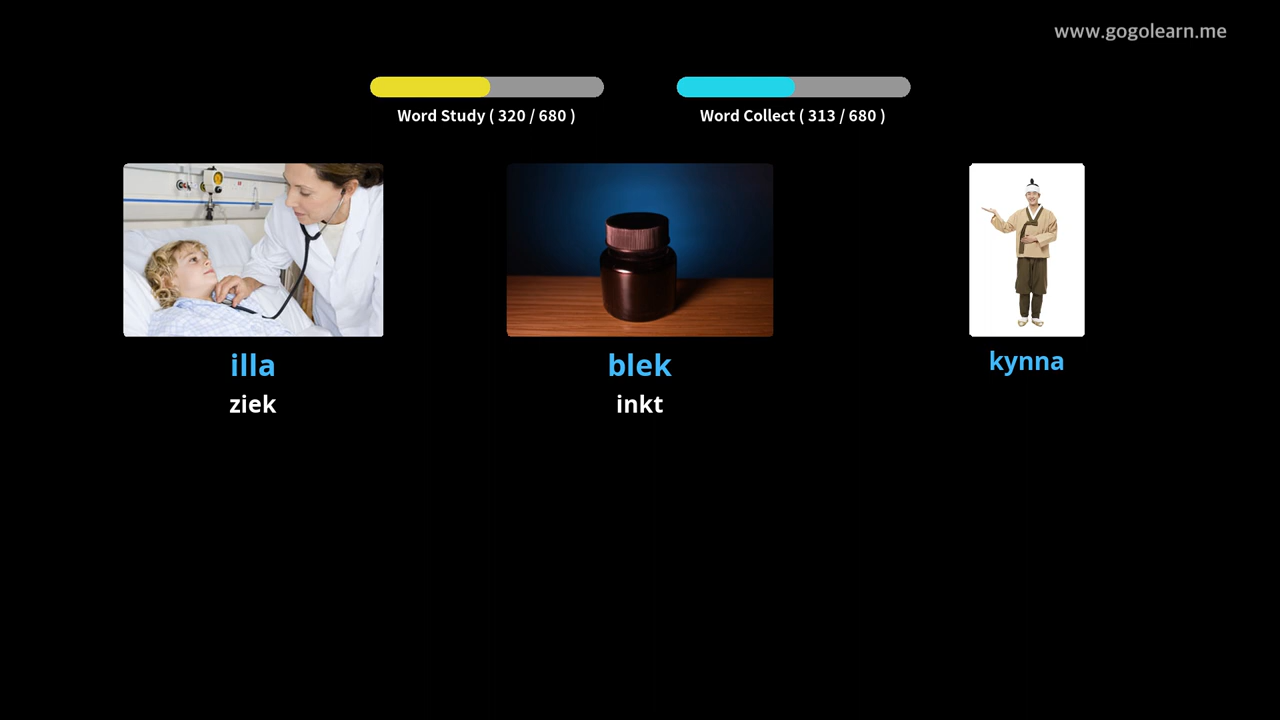 www.gogolearn.me
Word Study ( 320 / 680 )
Word Collect ( 313 / 680 )
illa
blek
kynna
ziek
inkt